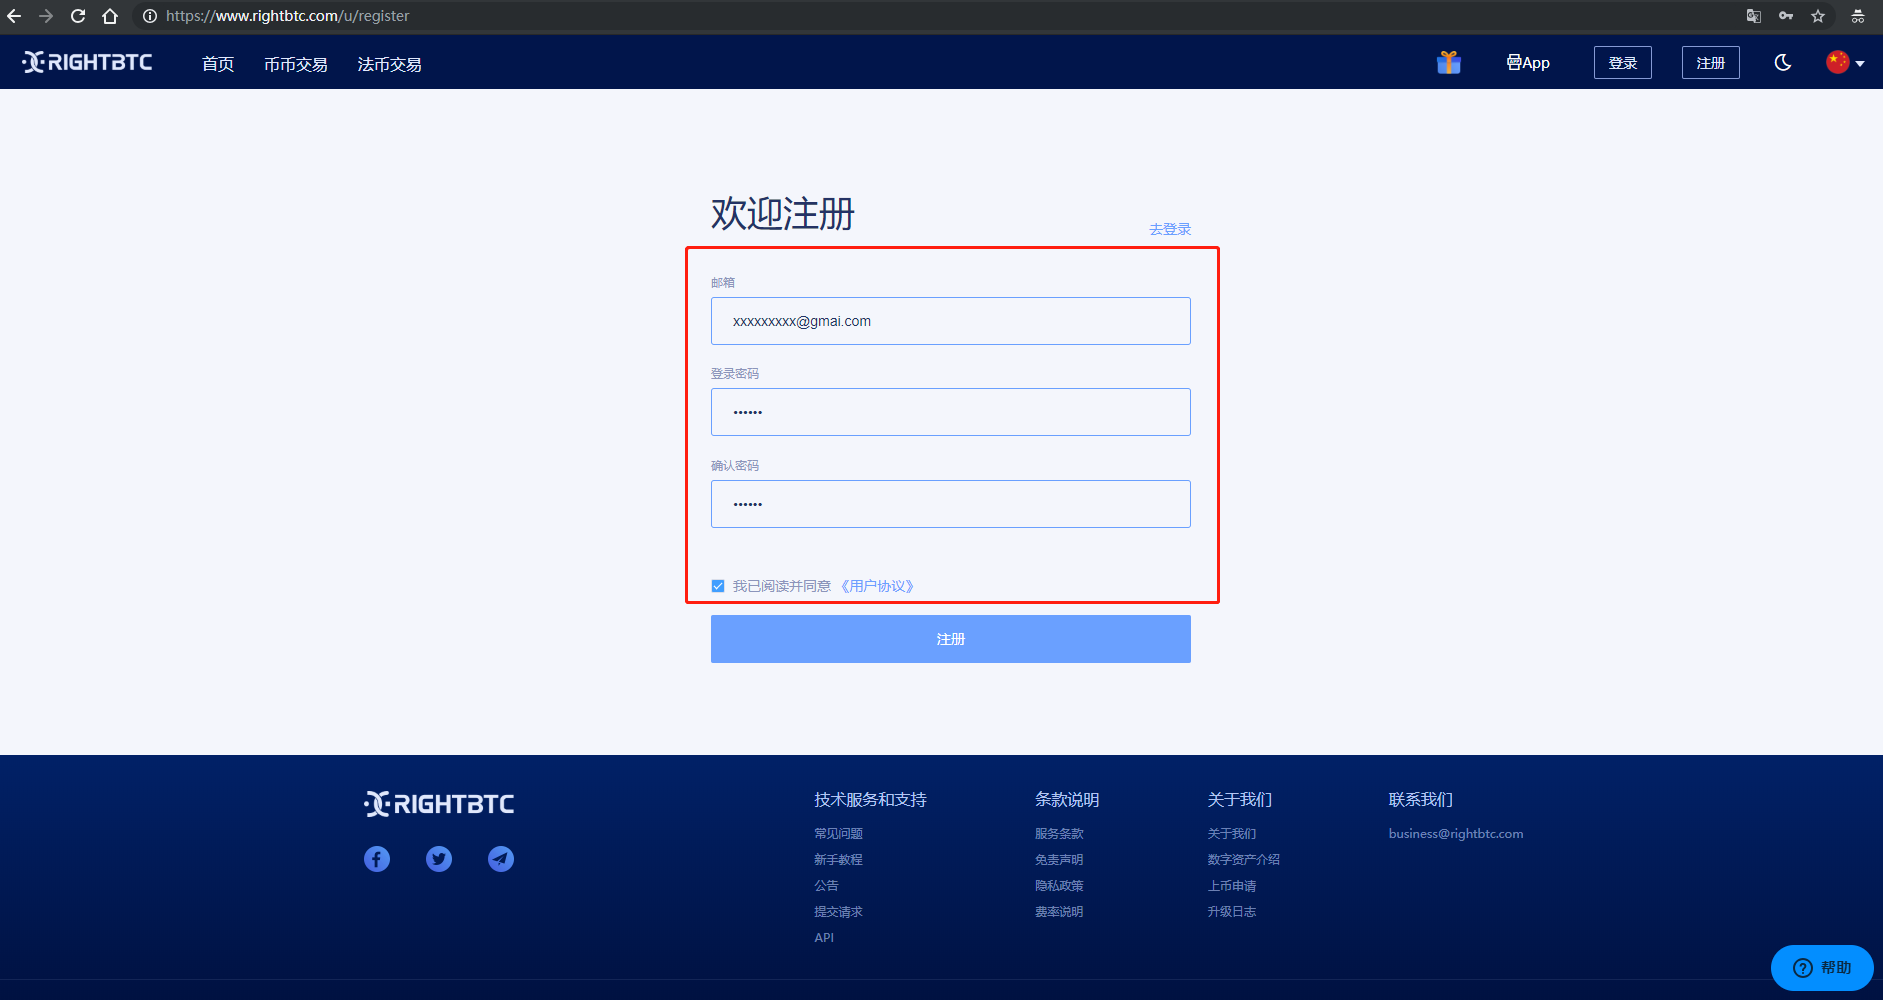 https://www.rightbtc.com/u/register
RIGHTBTC 首页 币币交易 法币交易 App 登录 注册
欢迎注册
去登录
邮箱
xxxxxxxxx@gmai.com
登录密码
••••••
确认密码
••••••
我已阅读并同意 《用户协议》
注册
RIGHTBTC
技术服务和支持
常见问题
新手教程
公告
提交请求
API
条款说明
服务条款
免责声明
隐私政策
费率说明
关于我们
关于我们
数字资产介绍
上币申请
升级日志
联系我们
business@rightbtc.com
帮助